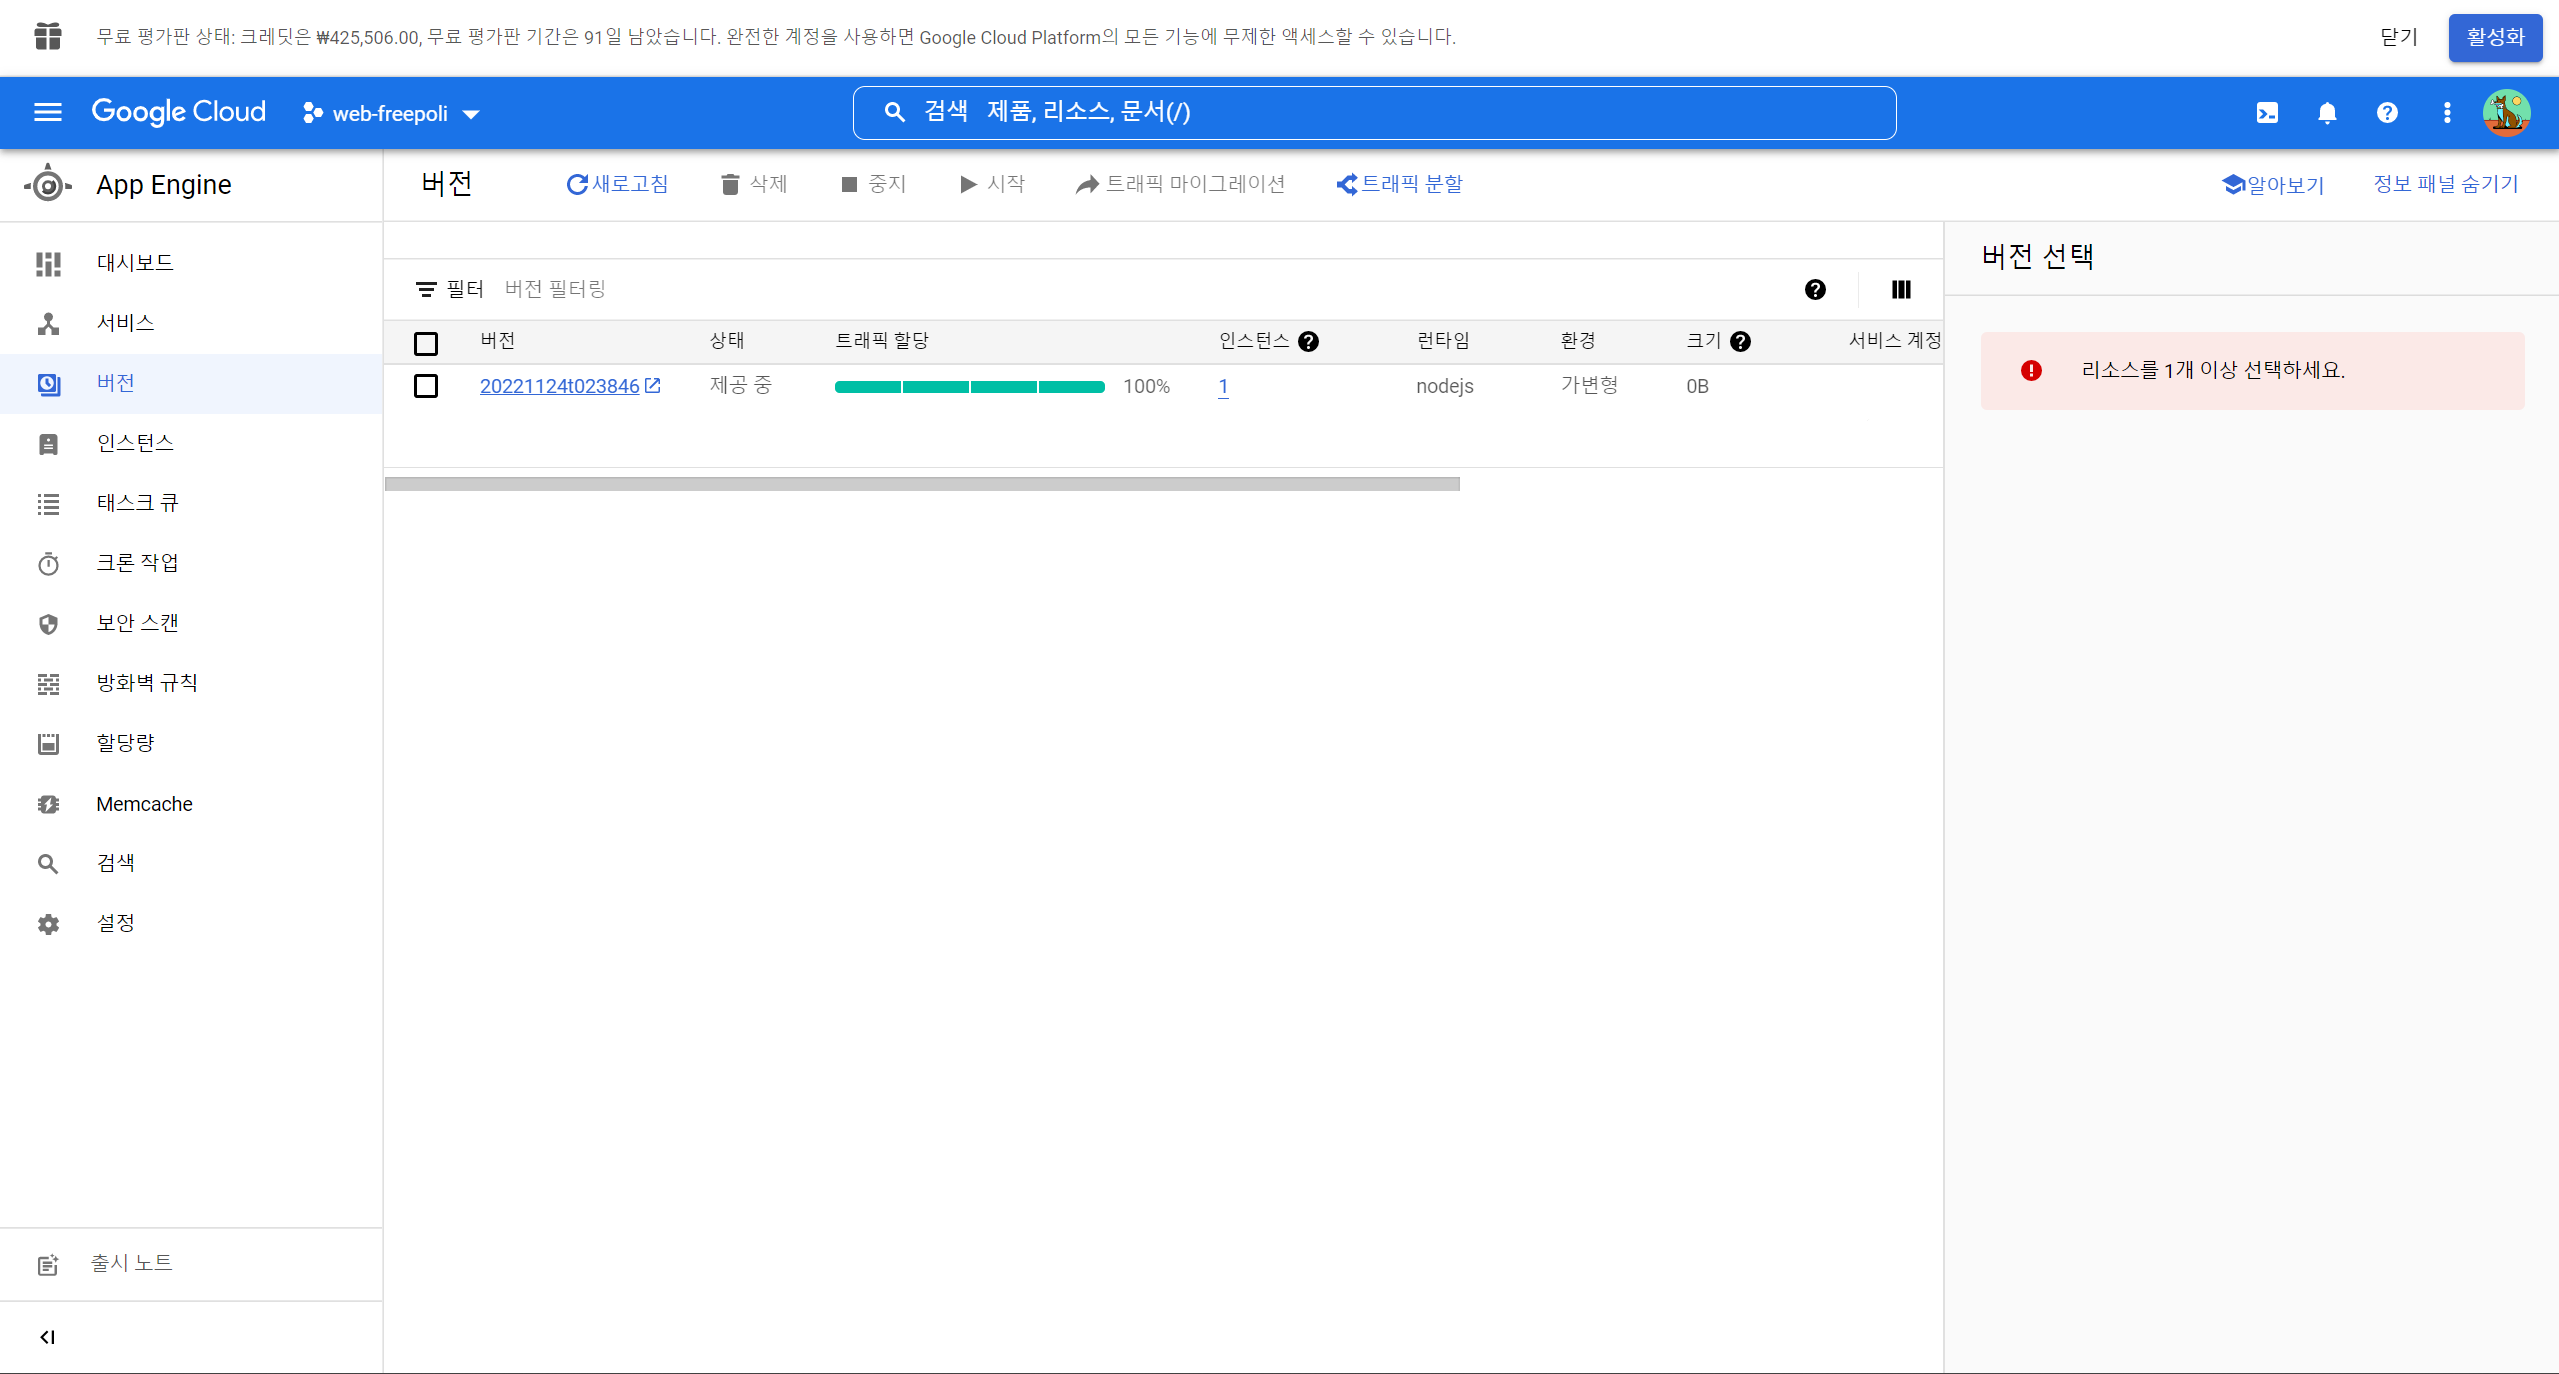 무료 평가판 상태: 크레딧은 ₩425,506.00, 무료 평가판 기간은 91일 남았습니다. 완전한 계정을 사용하면 Google Cloud Platform의 모든 기능에 무제한 액세스할 수 있습니다.
닫기
활성화
Google Cloud
web-freepoli
검색 제품, 리소스, 문서(/)
App Engine
버전
새로고침
삭제
중지
시작
트래픽 마이그레이션
트래픽 분할
알아보기
정보 패널 숨기기
대시보드
서비스
버전
인스턴스
태스크 큐
크론 작업
보안 스캔
방화벽 규칙
할당량
Memcache
검색
설정
출시 노트
필터 버전 필터링
버전 상태 트래픽 할당 인스턴스 런타임 환경 크기 서비스 계정
20221124t023846 제공 중 100% 1 nodejs 가변형 0B
버전 선택
리소스를 1개 이상 선택하세요.